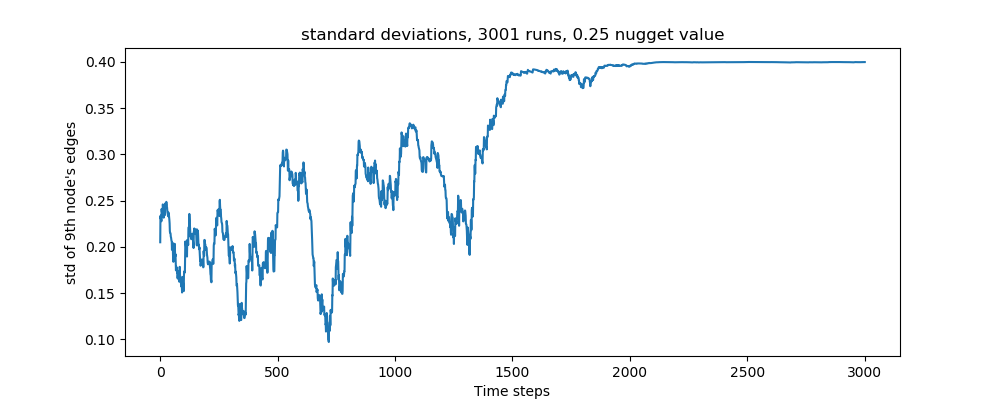 standard deviations, 3001 runs, 0.25 nugget value
0.40
0.35
0.30
0.25
0.20
0.15
0.10
std of 9th node's edges
0 500 1000 1500 2000 2500 3000
Time steps